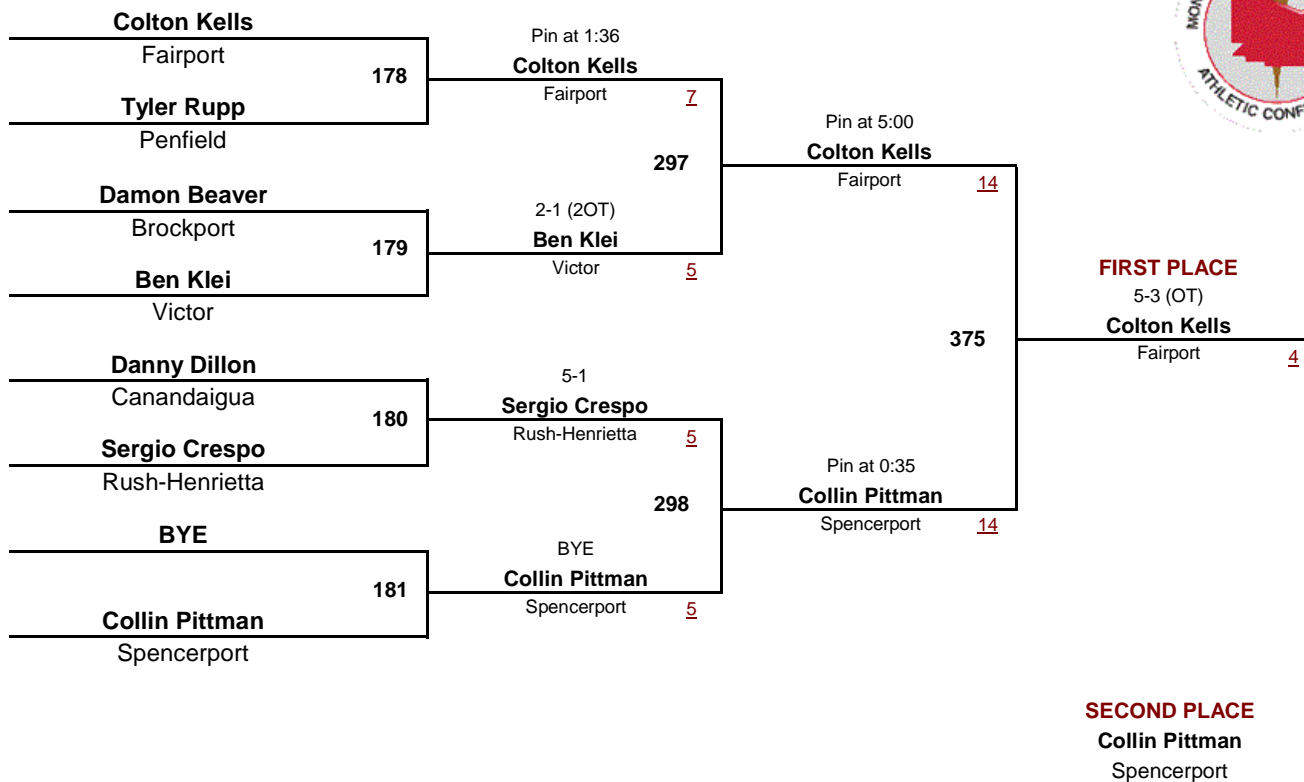 Colton Kells
Fairport
178
Tyler Rupp
Penfield
Damon Beaver
Brockport
179
Ben Klei
Victor
Danny Dillon
Canandaigua
180
Sergio Crespo
Rush-Henrietta
BYE
181
Collin Pittman
Spencerport
Pin at 1:36
Colton Kells
Fairport 7
297
2-1 (2OT)
Ben Klei
Victor 5
5-1
Sergio Crespo
Rush-Henrietta 5
298
BYE
Collin Pittman
Spencerport 5
Pin at 5:00
Colton Kells
Fairport 14
375
Pin at 0:35
Collin Pittman
Spencerport 14
FIRST PLACE
5-3 (OT)
Colton Kells
Fairport 4
SECOND PLACE
Collin Pittman
Spencerport
ATHLETIC